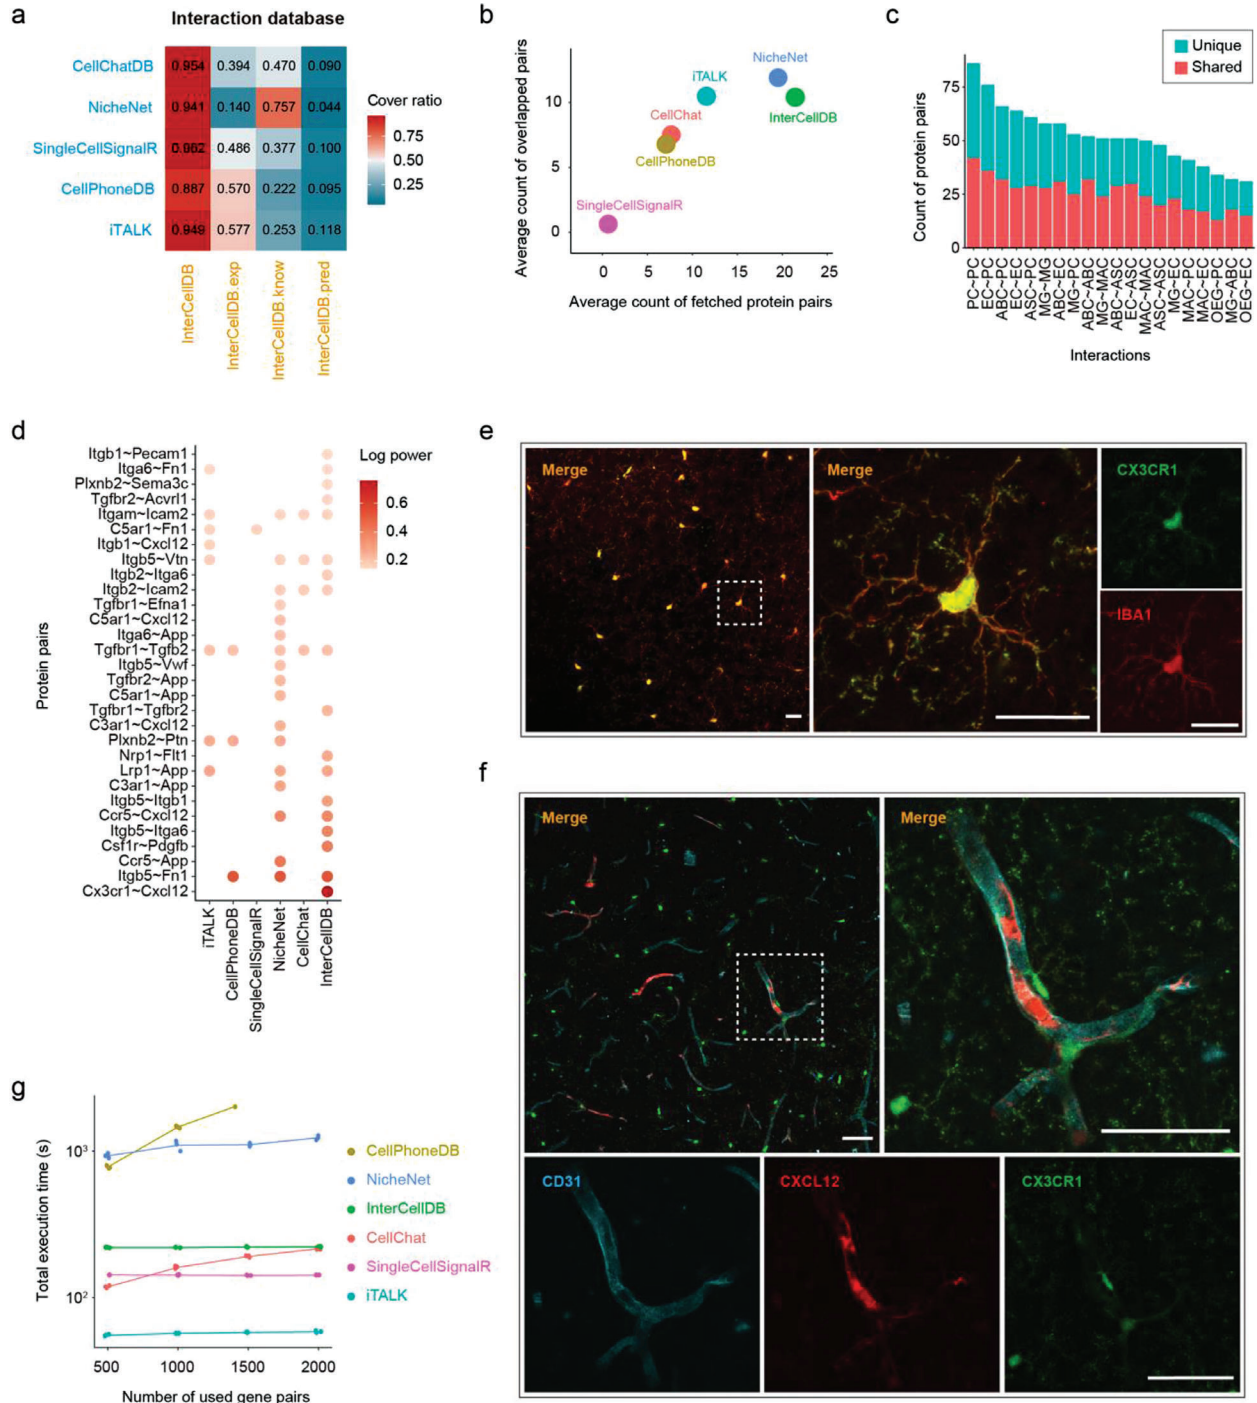 a
Interaction database
CellChatDB 0.954 0.394 0.470 0.090
NicheNet 0.941 0.140 0.757 0.044
SingleCellSignalR 0.962 0.486 0.377 0.100
CellPhoneDB 0.887 0.570 0.222 0.095
iTALK 0.949 0.577 0.253 0.118
InterCellDB
InterCellDB.exp
InterCellDB.know
InterCellDB.pred
Cover ratio
0.75
0.50
0.25
b
Average count of overlapped pairs
10
5
0
NicheNet
iTALK
InterCellDB
CellChat
CellPhoneDB
SingleCellSignalR
0 5 10 15 20 25
Average count of fetched protein pairs
c
Unique
Shared
Count of protein pairs
75
50
25
0
PC~PC
EC~PC
ABC~PC
EC~EC
ASC~PC
MG~MG
ABC~EC
MG~PC
ABC~ABC
MG~MAC
ABC~ASC
EC~ASC
MAC~MAC
ASC~ASC
MG~EC
MAC~PC
MAC~EC
OEG~PC
MG~ABC
OEG~EC
Interactions
d
Protein pairs
Itgb1~Pecam1
Itga6~Fn1
Plxnb2~Sema3c
Tgfbr2~Acvrl1
Itgam~Icam2
C5ar1~Fn1
Itgb1~Cxcl12
Itgb5~Vtn
Itgb2~Itga6
Itgb2~Icam2
Tgfbr1~Efna1
C5ar1~Cxcl12
Itga6~App
Tgfbr1~Tgfb2
Itgb5~Vwf
Tgfbr2~App
C5ar1~App
Tgfbr1~Tgfbr2
C3ar1~Cxcl12
Plxnb2~Ptn
Nrp1~Flt1
Lrp1~App
C3ar1~App
Itgb5~Itgb1
Ccr5~Cxcl12
Itgb5~Itga6
Csf1r~Pdgfb
Ccr5~App
Itgb5~Fn1
Cx3cr1~Cxcl12
iTALK
CellPhoneDB
SingleCellSignalR
NicheNet
CellChat
InterCellDB
Log power
0.6
0.4
0.2
e
Merge
Merge
CX3CR1
IBA1
f
Merge
Merge
CD31
CXCL12
CX3CR1
g
Total execution time (s)
10³
10²
500 1000 1500 2000
Number of used gene pairs
CellPhoneDB
NicheNet
InterCellDB
CellChat
SingleCellSignalR
iTALK